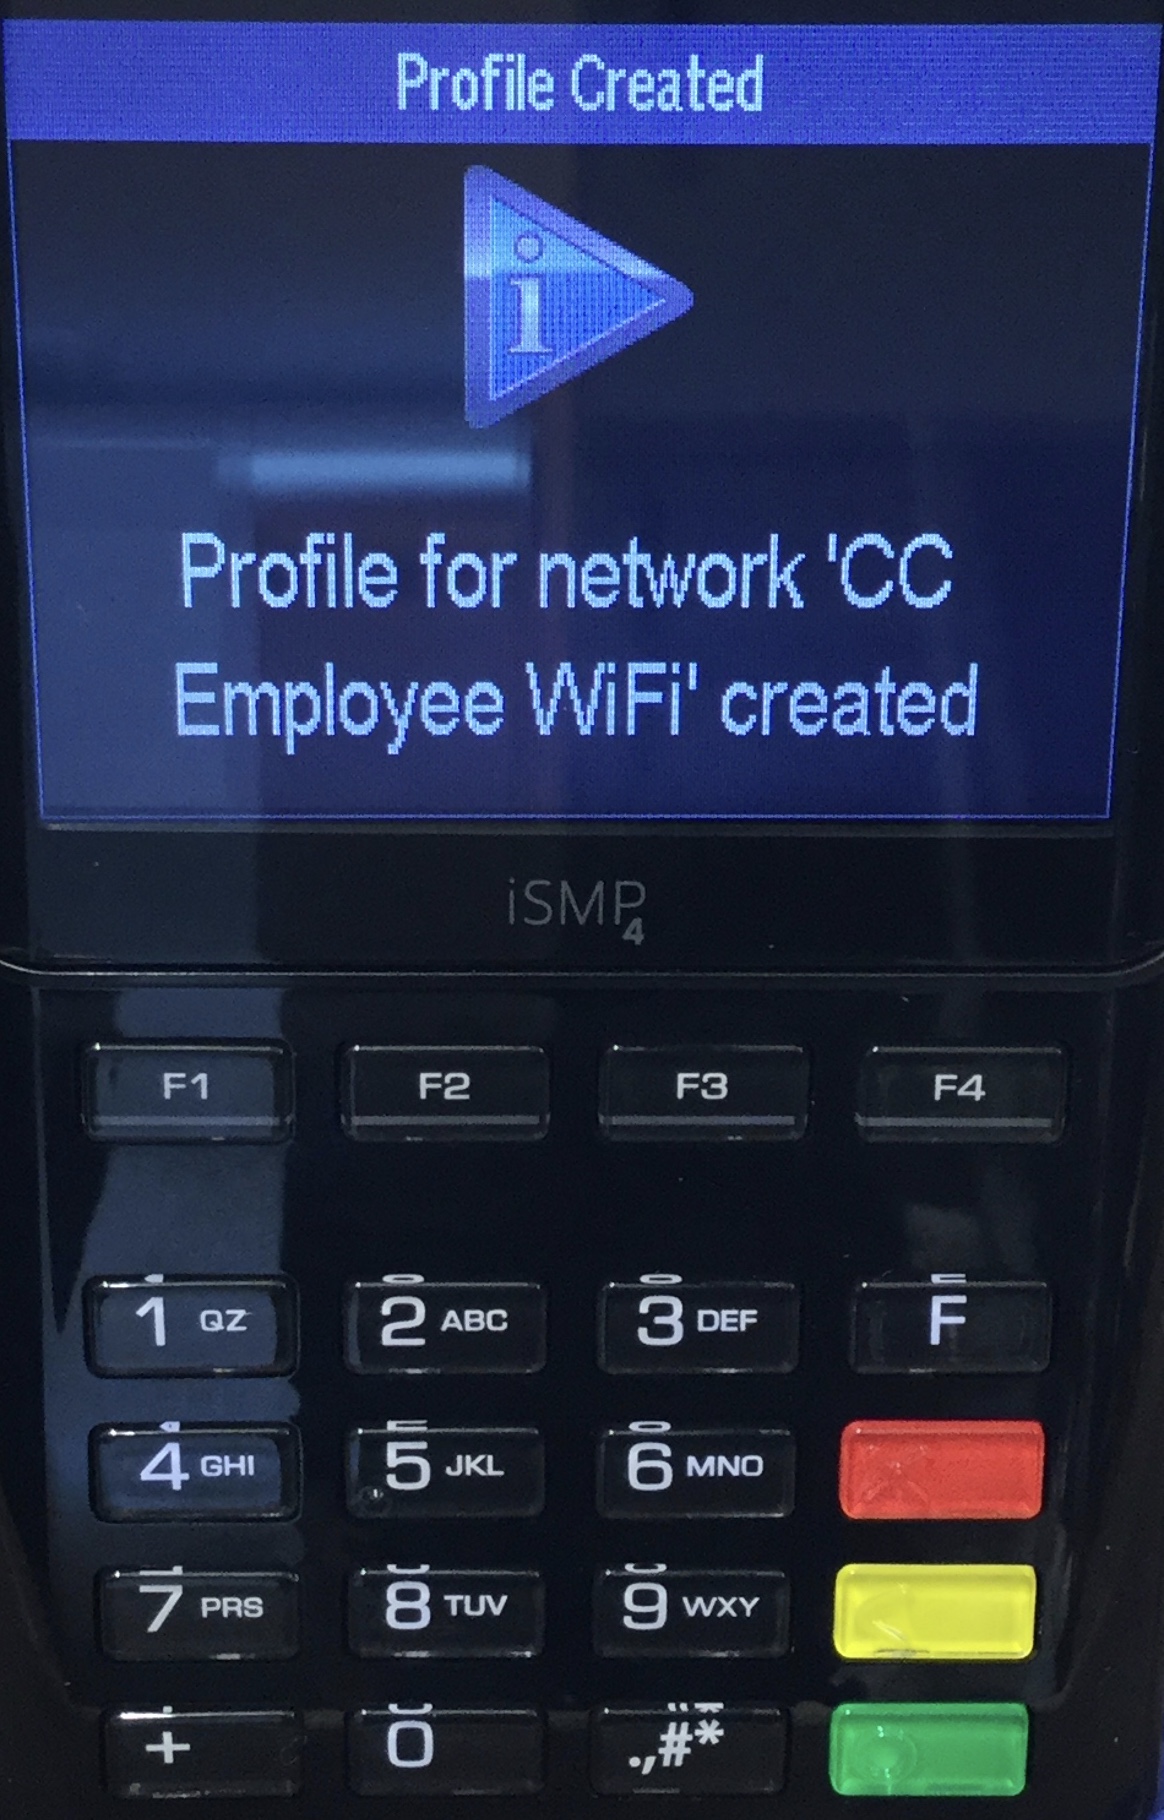 Profile Created
i
Profile for network 'CC
Employee WiFi' created
iSMP4
F1 F2 F3 F4
1 QZ 2 ABC 3 DEF F
4 GHI 5 JKL 6 MNO
7 PRS 8 TUV 9 WXY
+ 0 .,#*